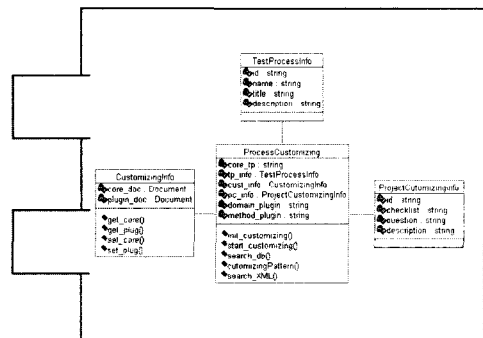 TestProcessInfo
id : string
name : string
title : string
description : string
ProcessCustomizing
core_tp : string
tp_info : TestProcessInfo
cust_info : CustomizingInfo
pc_info : ProjectCustomizingInfo
domain_plugin : string
method_plugin : string
init_customizing()
start_customizing()
search_db()
cutomizingPattern()
search_XML()
CustomizingInfo
core_doc : Document
plugin_doc : Document
get_core()
get_plug()
set_core()
set_plug()
ProjectCutomizingInfo
id : string
checklist : string
question : string
description : string